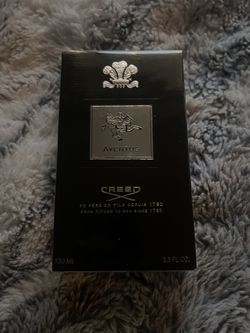 AVENTUS
CREED
DE PÈRE EN FILS DEPUIS 1760
FROM FATHER TO SON SINCE 1760
100 ML 3.3 FL.OZ.